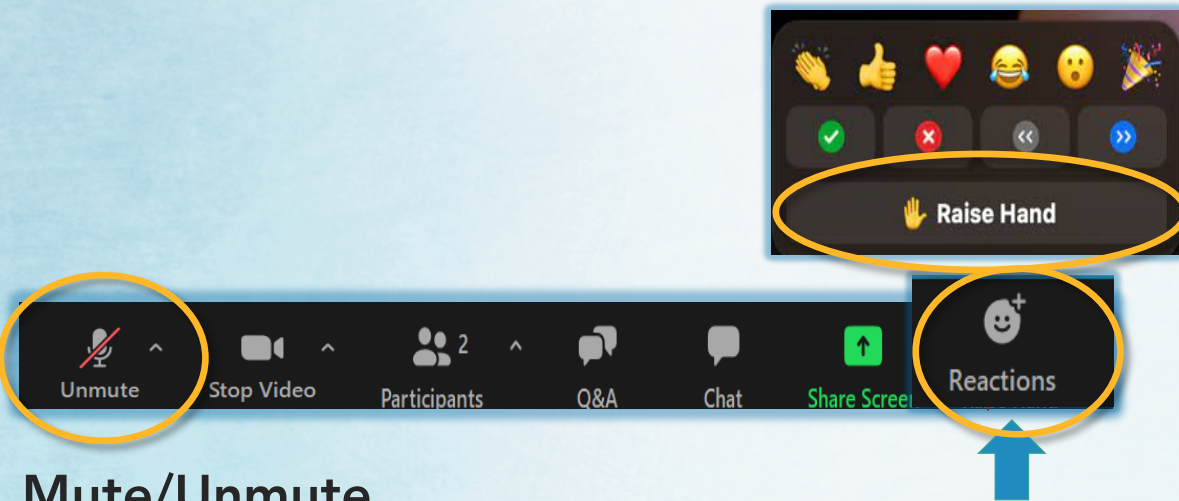 Raise Hand
Unmute
Stop Video
Participants
2
Q&A
Chat
Share Screen
Reactions
Mute/Unmute